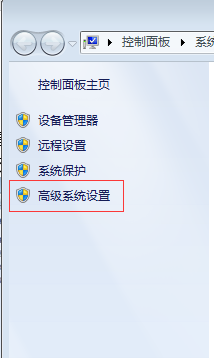 控制面板 系统
控制面板主页
设备管理器
远程设置
系统保护
高级系统设置